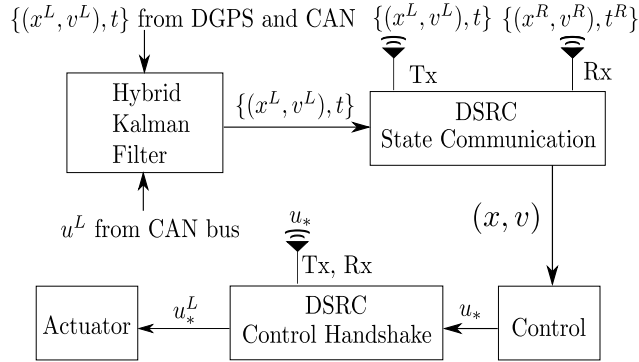 {(x^L, v^L), t} from DGPS and CAN
{(x^L, v^L), t} {(x^R, v^R), t^R}
Tx
Rx
Hybrid
Kalman
Filter
{(x^L, v^L), t}
DSRC
State Communication
u^L from CAN bus
(x, v)
u_*
Tx, Rx
Actuator
u_*^L
DSRC
Control Handshake
u_*
Control